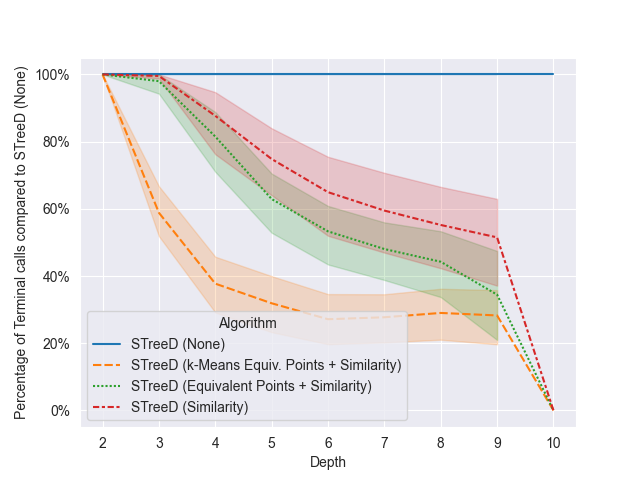 Percentage of Terminal calls compared to STreeD (None)
100%
80%
60%
40%
20%
0%
Algorithm
STreeD (None)
STreeD (k-Means Equiv. Points + Similarity)
STreeD (Equivalent Points + Similarity)
STreeD (Similarity)
2 3 4 5 6 7 8 9 10
Depth